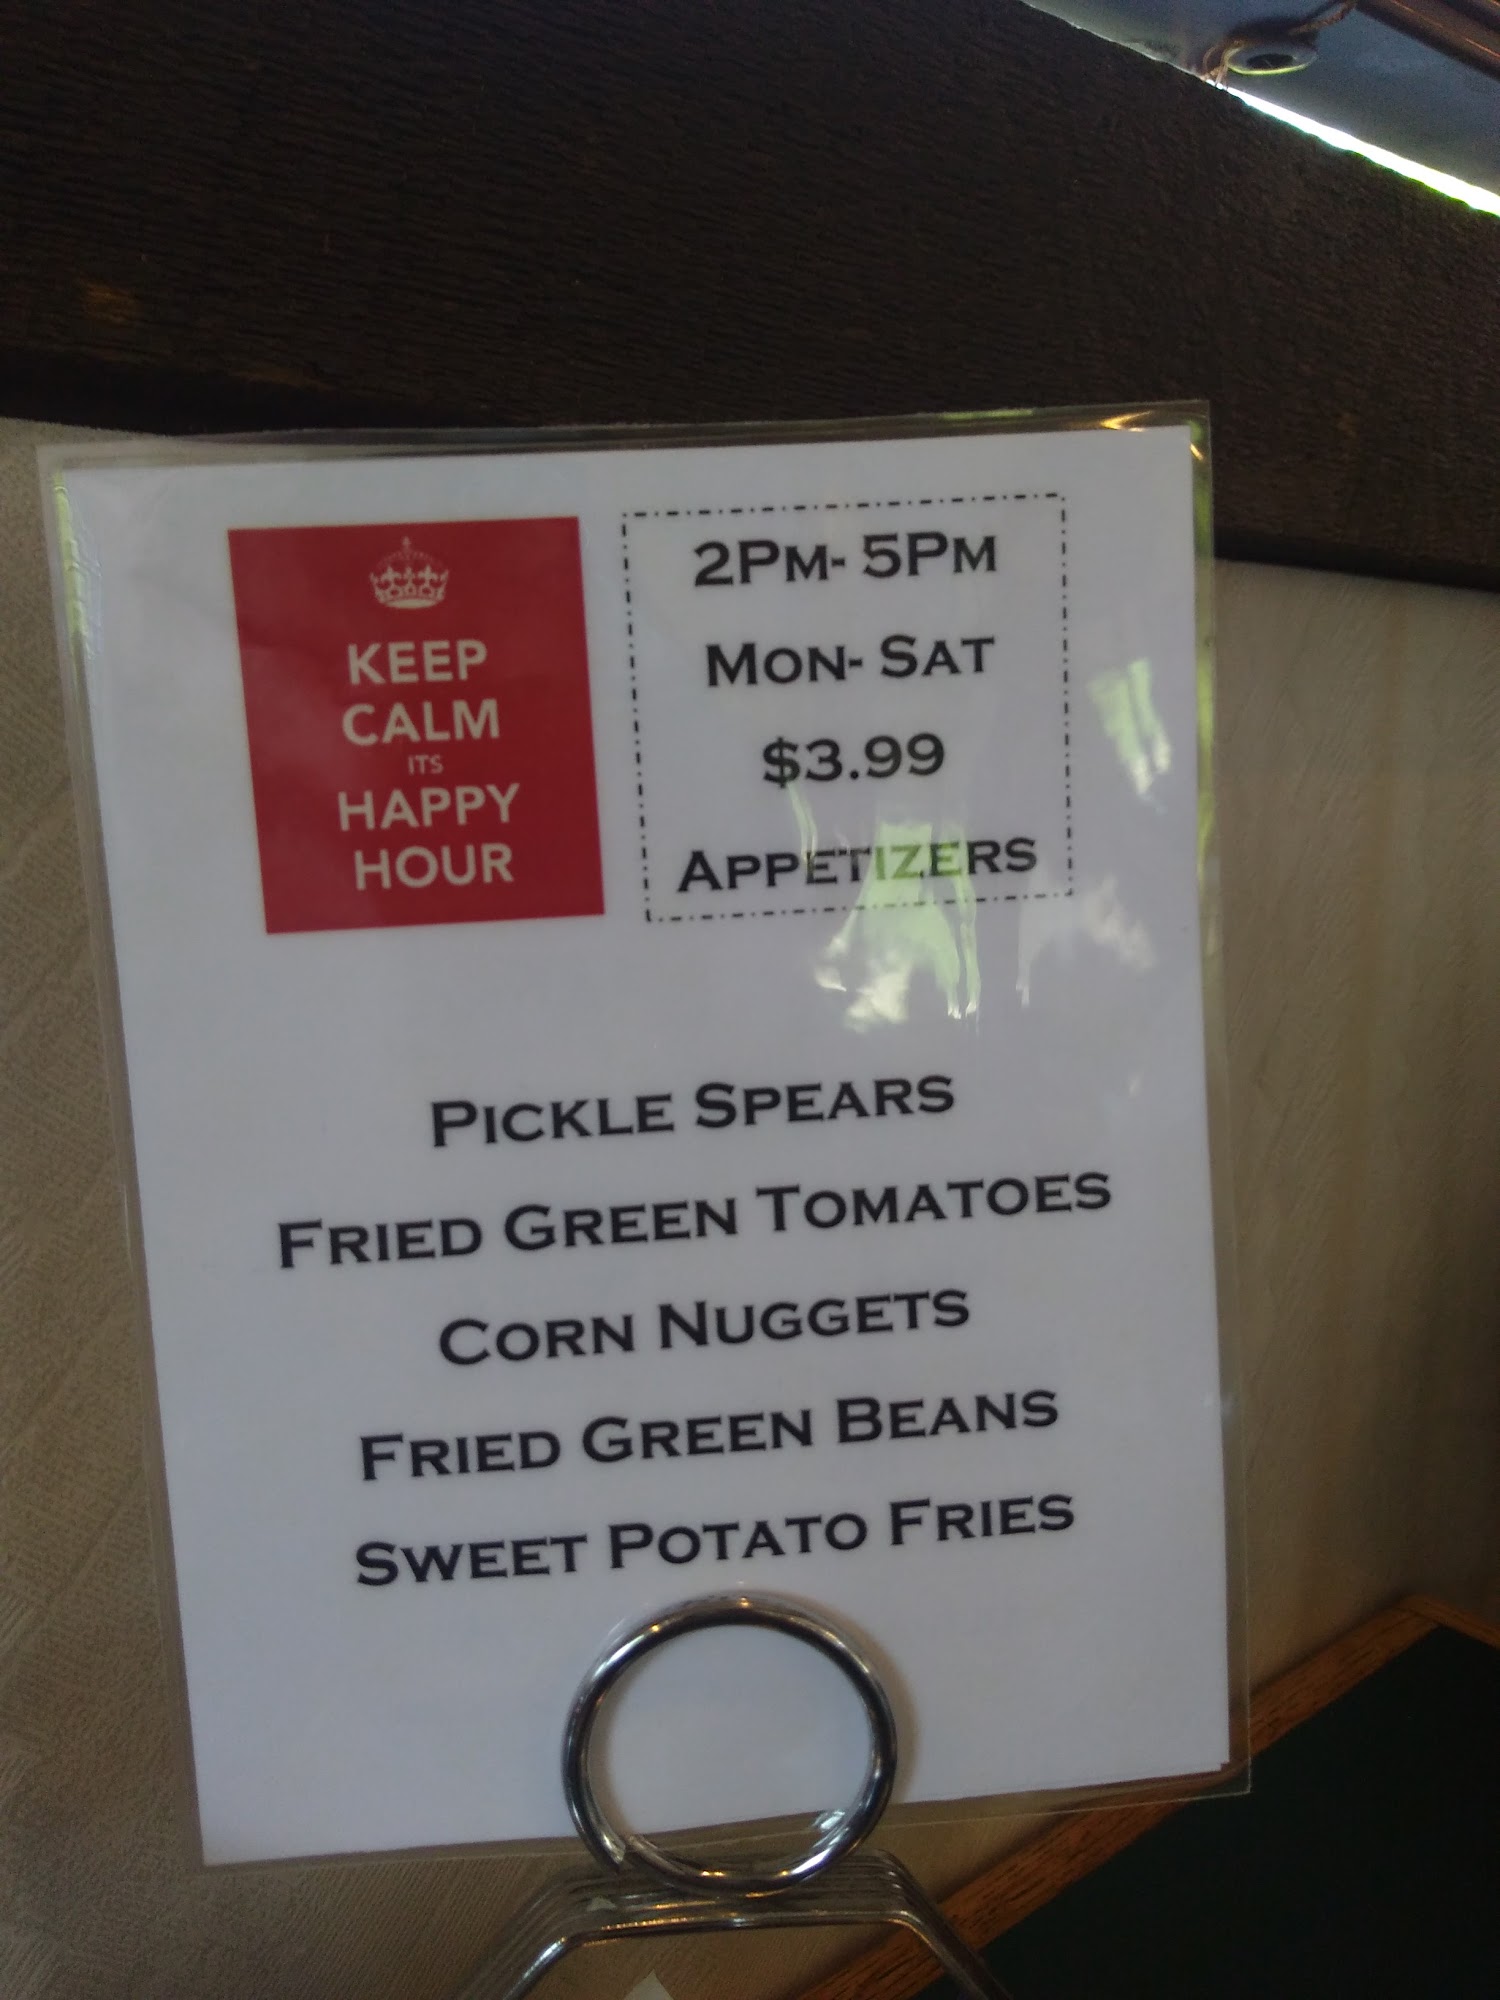 KEEP
CALM
ITS
HAPPY
HOUR
2PM- 5PM
MON- SAT
$3.99
APPETIZERS
PICKLE SPEARS
FRIED GREEN TOMATOES
CORN NUGGETS
FRIED GREEN BEANS
SWEET POTATO FRIES